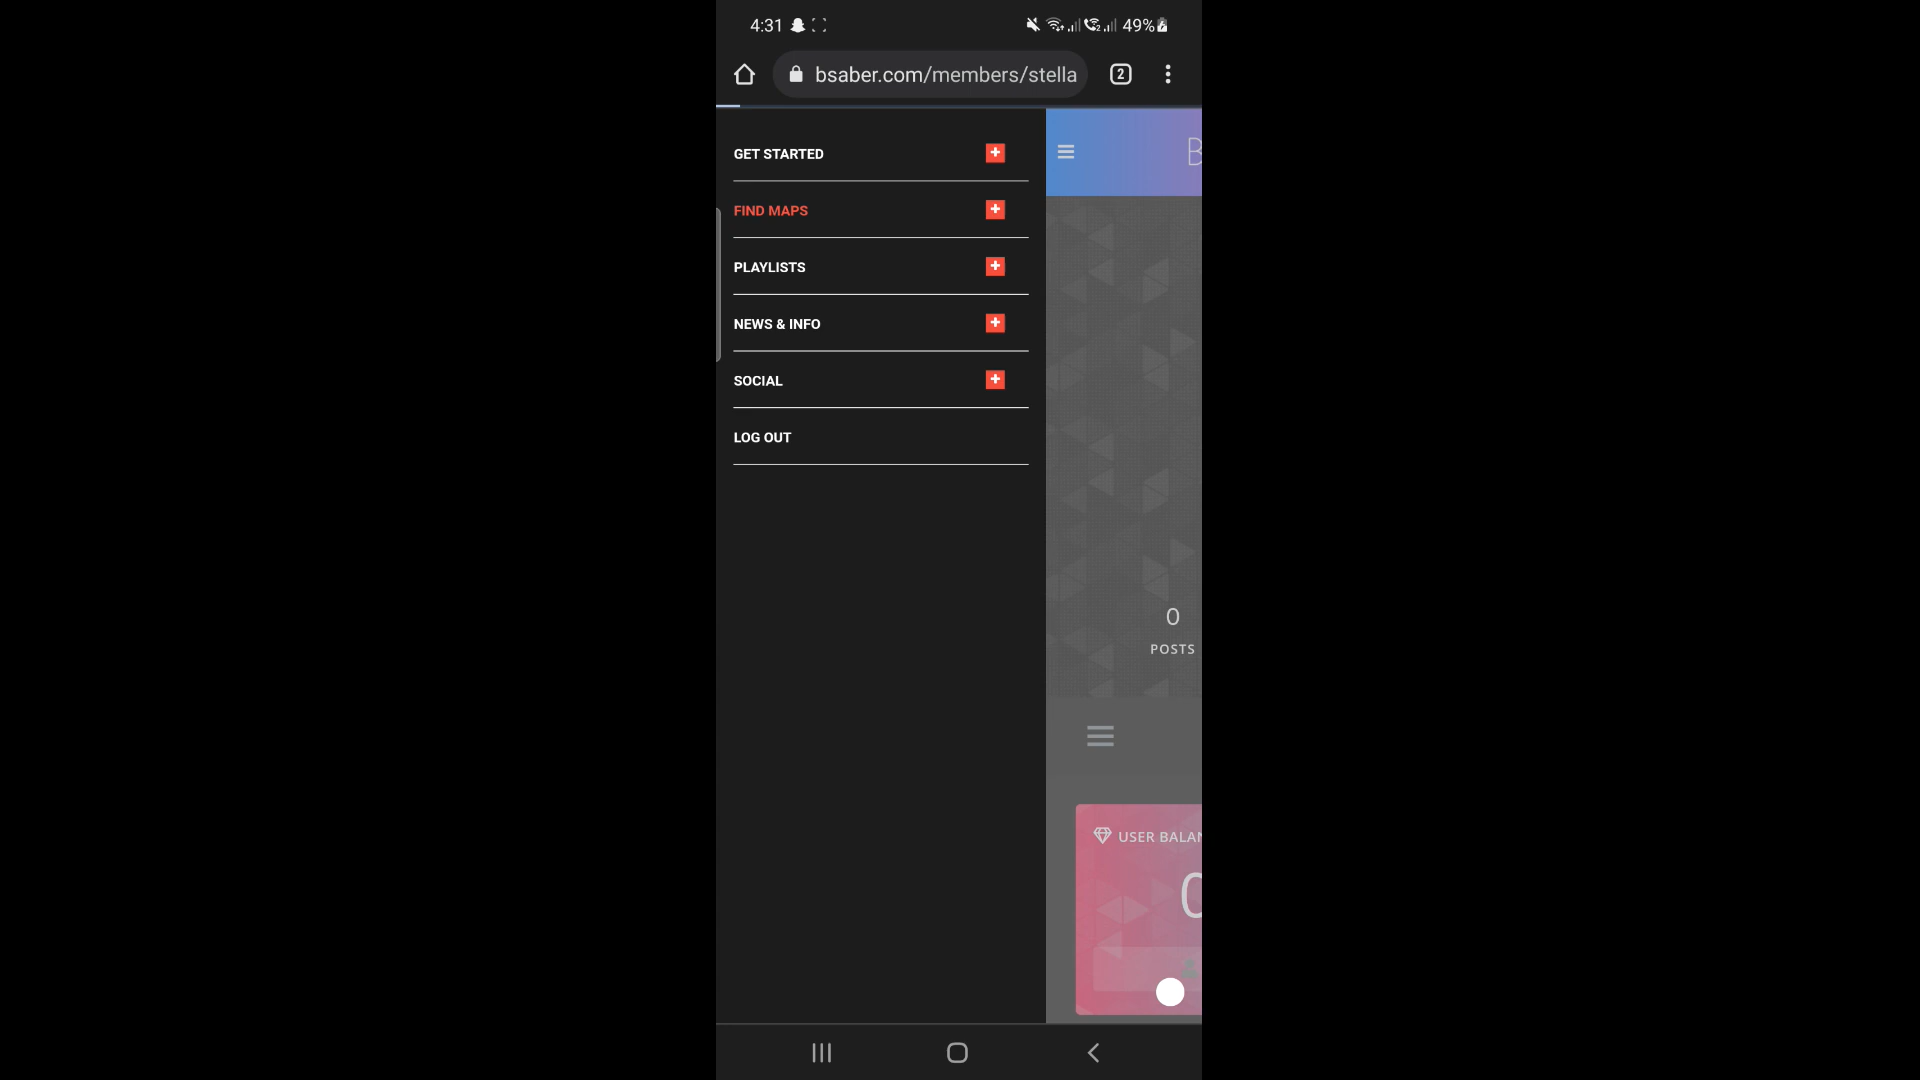 4:31 49%
bsaber.com/members/stella 2
GET STARTED
FIND MAPS
PLAYLISTS
NEWS & INFO
SOCIAL
LOG OUT
B
0
POSTS
USER BALAN
0